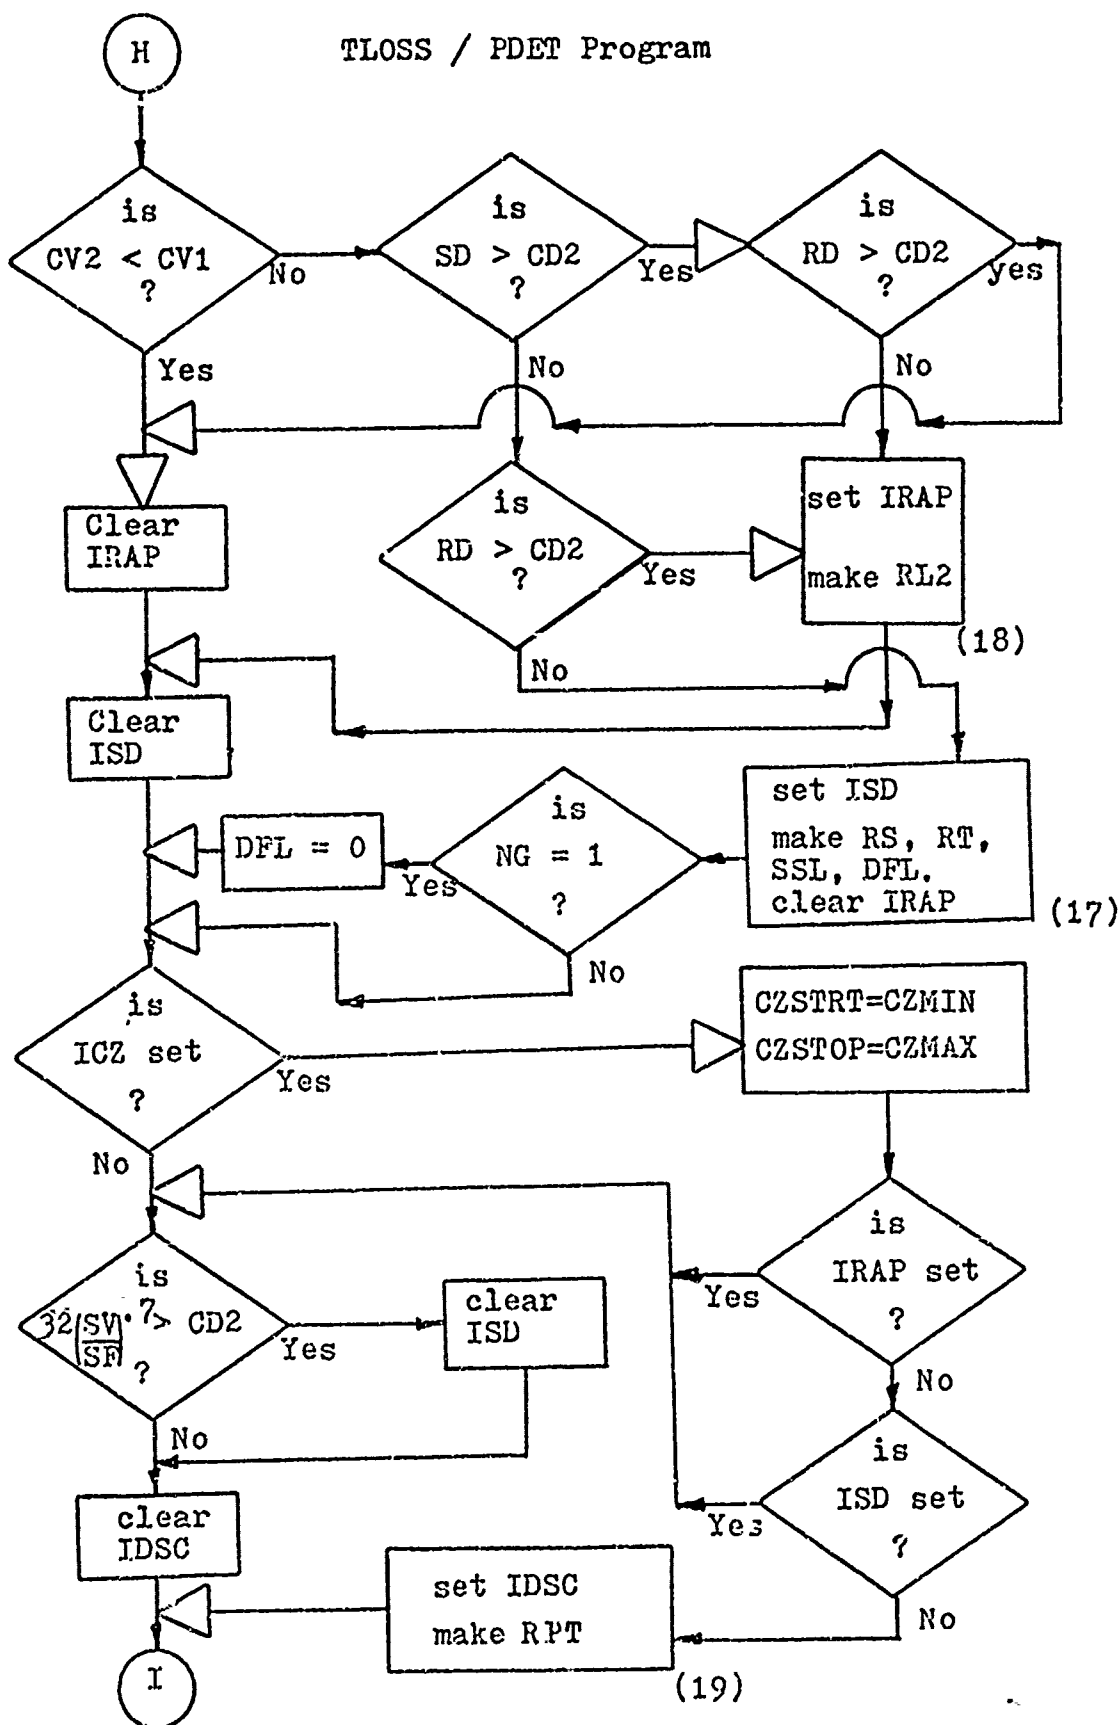 H
TLOSS / PDET Program
is
CV2 < CV1
?
No
Yes
is
SD > CD2
?
Yes
No
is
RD > CD2
?
yes
No
Clear
IRAP
is
RD > CD2
?
Yes
No
set IRAP
make RL2
(18)
Clear
ISD
DFL = 0
is
NG = 1
?
Yes
No
set ISD
make RS, RT,
SSL, DFL.
clear IRAP
(17)
is
ICZ set
?
Yes
No
CZSTRT=CZMIN
CZSTOP=CZMAX
is
IRAP set
?
Yes
No
is
32(SV/SF)^.7 > CD2
?
Yes
No
clear
ISD
is
ISD set
?
Yes
No
clear
IDSC
set IDSC
make RPT
(19)
I